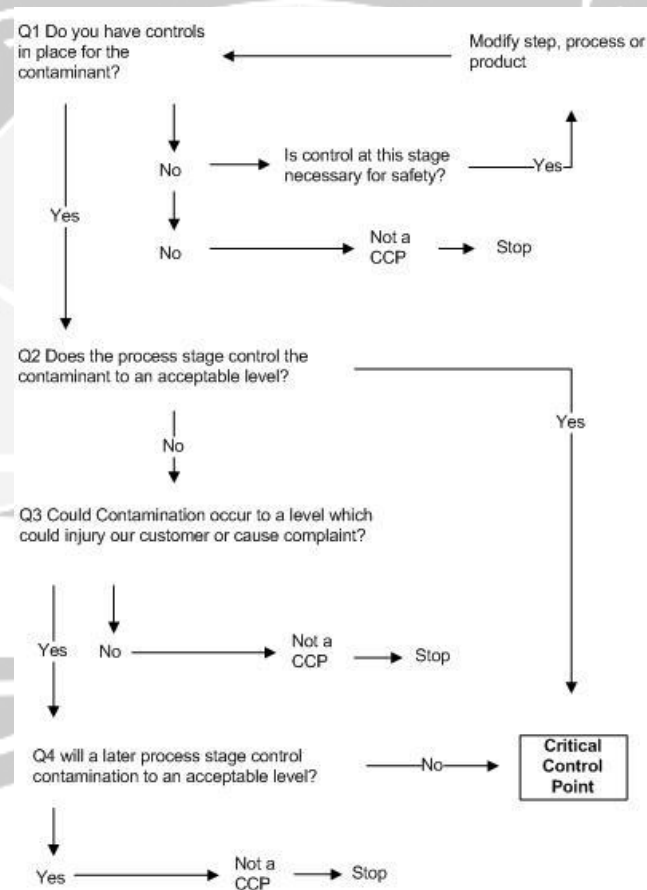 Q1 Do you have controls
in place for the
contaminant?
Modify step, process or
product
No
Is control at this stage
necessary for safety?
Yes
Yes
No
Not a
CCP
Stop
Q2 Does the process stage control the
contaminant to an acceptable level?
Yes
No
Q3 Could Contamination occur to a level which
could injury our customer or cause complaint?
Yes
No
Not a
CCP
Stop
Q4 will a later process stage control
contamination to an acceptable level?
No
Critical
Control
Point
Yes
Not a
CCP
Stop